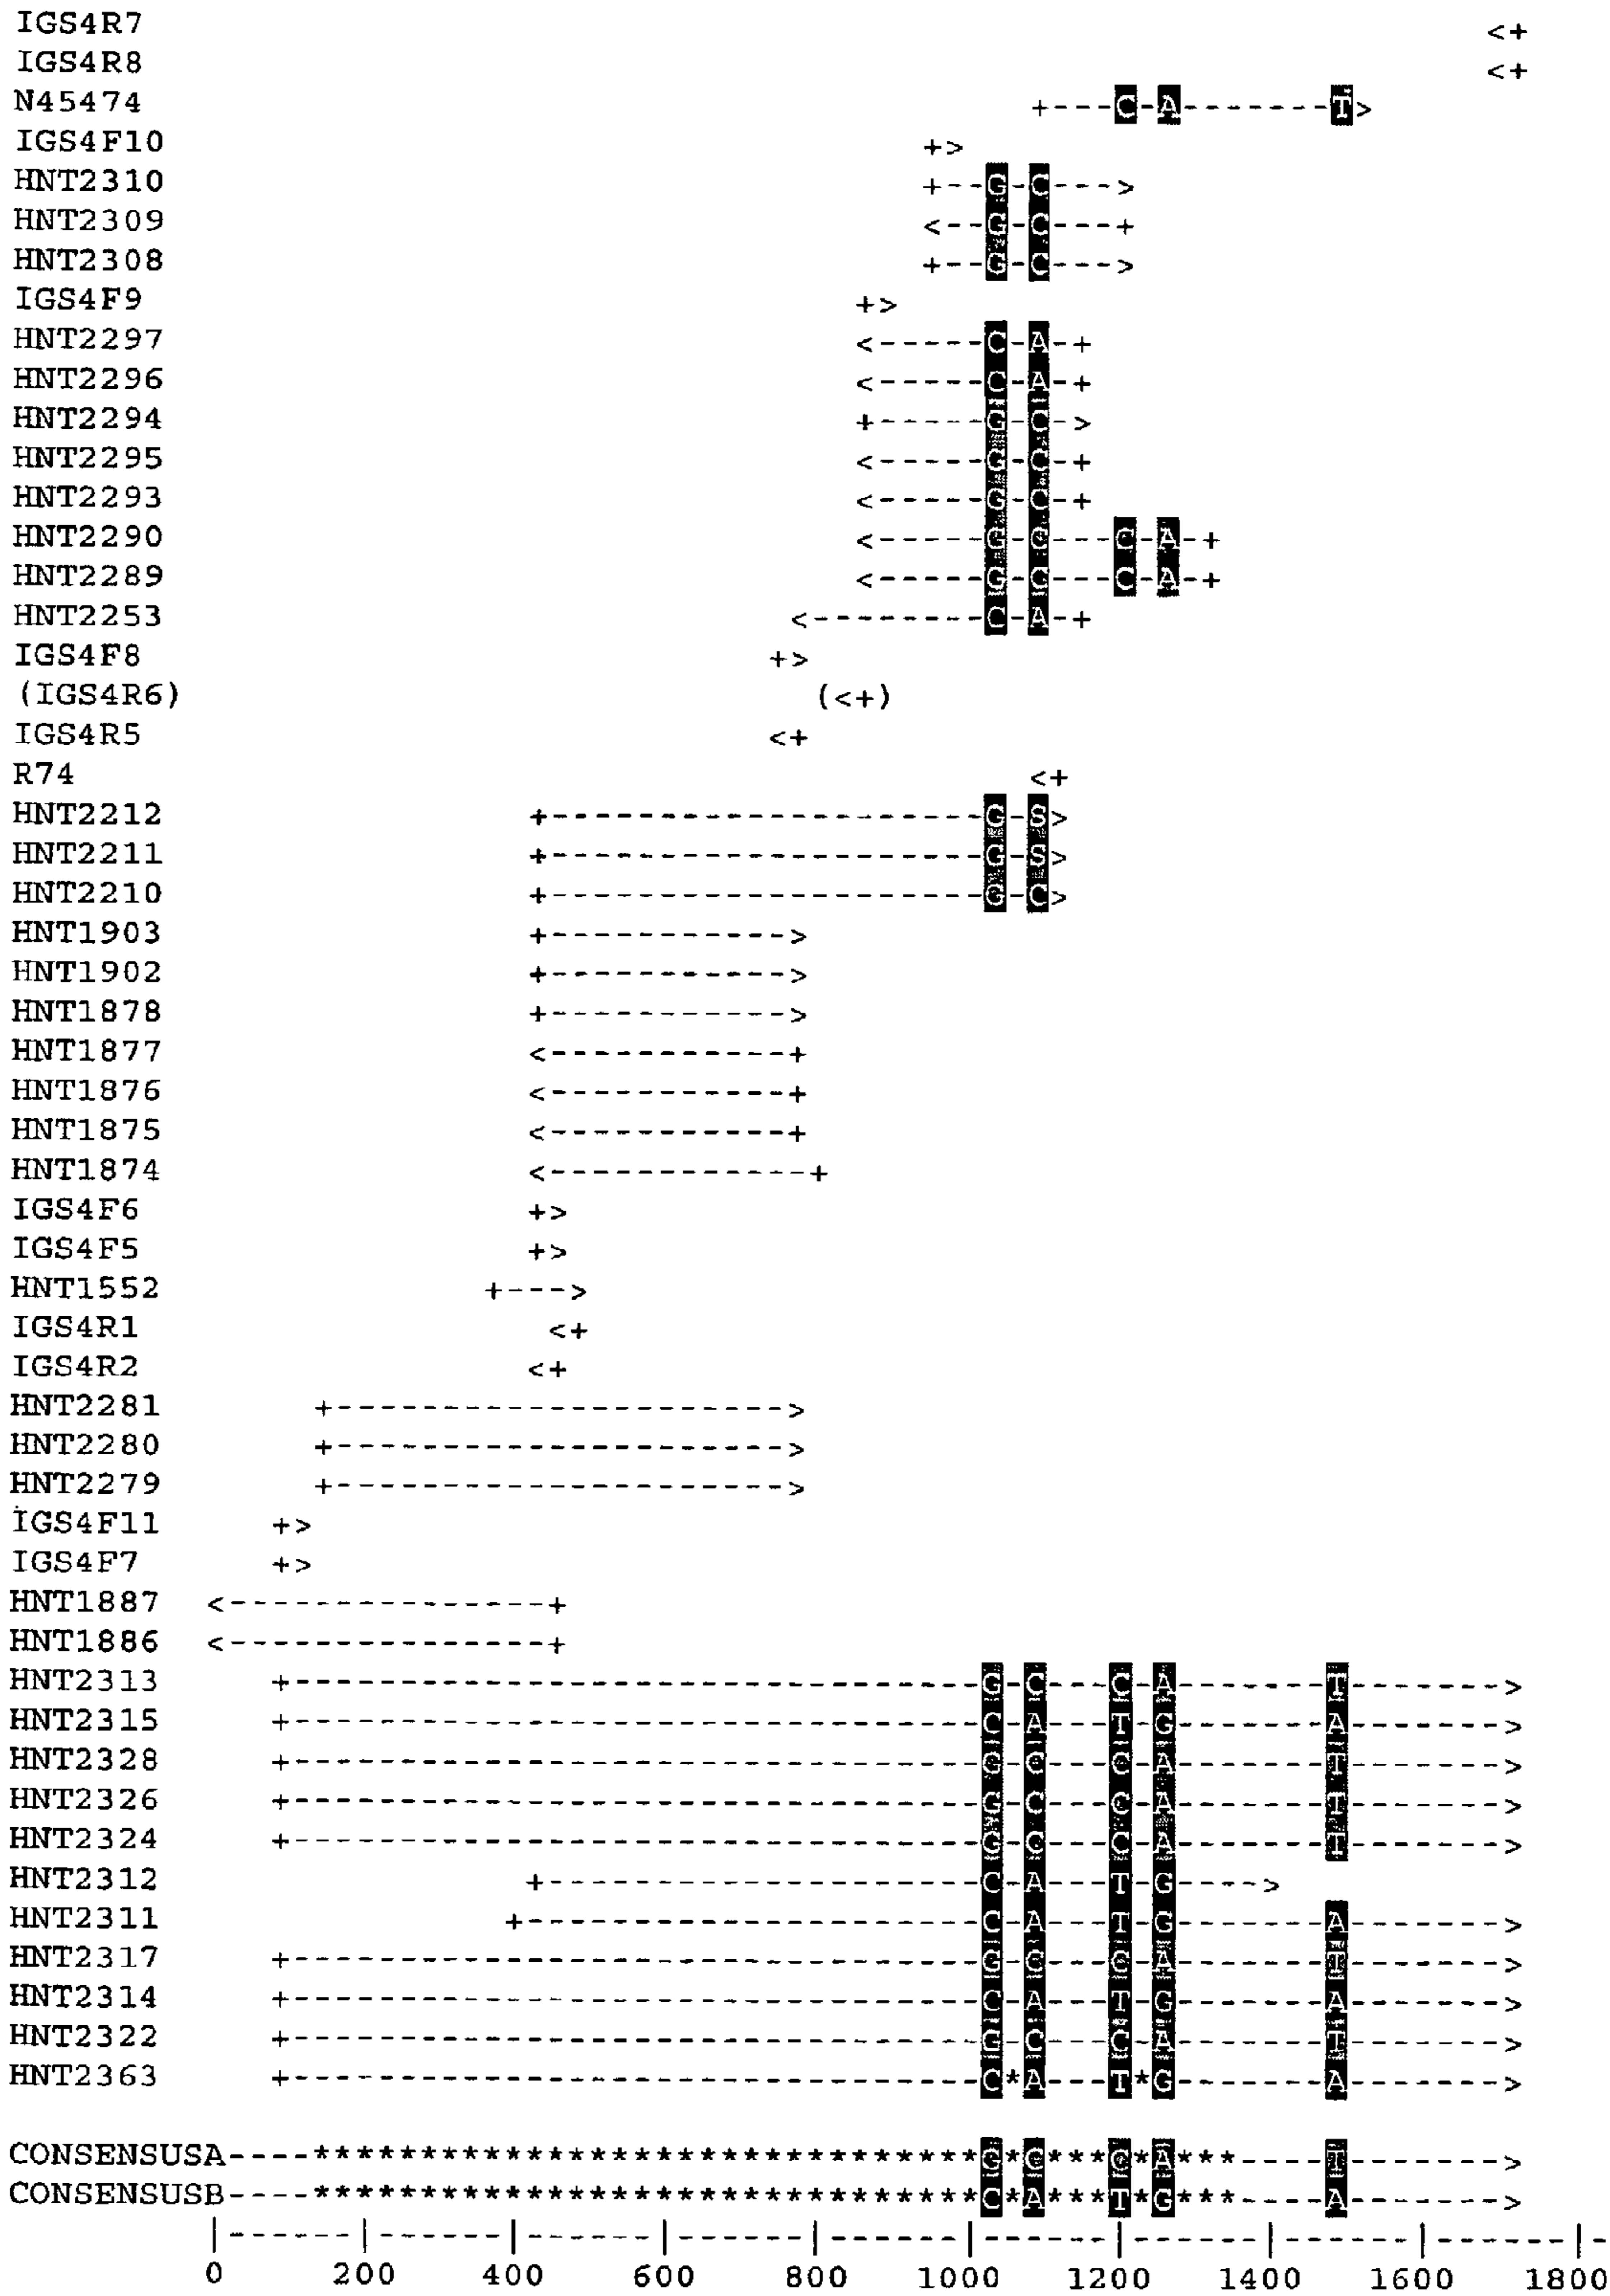 IGS4R7 <+
IGS4R8 <+
N45474 +---C-A-------T>
IGS4F10 +>
HNT2310 +--G-C---->
HNT2309 <--G-C----+
HNT2308 +--G-C---->
IGS4F9 +>
HNT2297 <-----C-A-+
HNT2296 <-----C-A-+
HNT2294 +-----G-C->
HNT2295 <-----G-C-+
HNT2293 <-----G-C-+
HNT2290 <-----G-C---C-A-+
HNT2289 <-----G-G---C-A-+
HNT2253 <--------C-A-+
IGS4F8 +>
(IGS4R6) (<+)
IGS4R5 <+
R74 <+
HNT2212 +--------------------G-S>
HNT2211 +--------------------G-S>
HNT2210 +--------------------G-C>
HNT1903 +----------->
HNT1902 +----------->
HNT1878 +----------->
HNT1877 <-----------+
HNT1876 <-----------+
HNT1875 <-----------+
HNT1874 <------------+
IGS4F6 +>
IGS4F5 +>
HNT1552 +--->
IGS4R1 <+
IGS4R2 <+
HNT2281 +--------------------->
HNT2280 +--------------------->
HNT2279 +--------------------->
IGS4F11 +>
IGS4F7 +>
HNT1887 <---------------+
HNT1886 <---------------+
HNT2313 +--------------------------------G-C---C-A-------T------->
HNT2315 +--------------------------------C-A---T-G-------A------->
HNT2328 +--------------------------------G-C---C-A-------T------->
HNT2326 +--------------------------------G-C---C-A-------T------->
HNT2324 +--------------------------------G-C---C-A-------T------->
HNT2312 +--------------------C-A---T-G---->
HNT2311 +---------------------C-A---T-G-------A------->
HNT2317 +--------------------------------G-C---C-A-------T------->
HNT2314 +--------------------------------C-A---T-G-------A------->
HNT2322 +--------------------------------G-C---C-A-------T------->
HNT2363 +--------------------------------C*A---T*G-------A------->
CONSENSUSA----*******************************G*C***C*A****----T------->
CONSENSUSB----*******************************C*A***T*G****----A------->
|------|------|------|------|------|------|------|------|------|-
0 200 400 600 800 1000 1200 1400 1600 1800